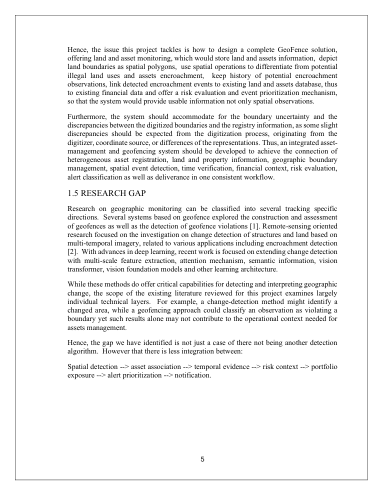 Hence, the issue this project tackles is how to design a complete GeoFence solution,
offering land and asset monitoring, which would store land and assets information,  depict
land boundaries as spatial polygons,  use spatial operations to differentiate from potential
illegal land uses and assets encroachment,  keep history of potential encroachment
observations, link detected encroachment events to existing land and assets database, thus
to existing financial data and offer a risk evaluation and event prioritization mechanism,
so that the system would provide usable information not only spatial observations.
Furthermore, the system should accommodate for the boundary uncertainty and the
discrepancies between the digitized boundaries and the registry information, as some slight
discrepancies should be expected from the digitization process, originating from the
digitizer, coordinate source, or differences of the representations. Thus, an integrated asset-
management and geofencing system should be developed to achieve the connection of
heterogeneous asset registration, land and property information, geographic boundary
management, spatial event detection, time verification, financial context, risk evaluation,
alert classification as well as deliverance in one consistent workflow.
1.5 RESEARCH GAP
Research on geographic monitoring can be classified into several tracking specific
directions.  Several systems based on geofence explored the construction and assessment
of geofences as well as the detection of geofence violations [1]. Remote-sensing oriented
research focused on the investigation on change detection of structures and land based on
multi-temporal imagery, related to various applications including encroachment detection
[2].  With advances in deep learning, recent work is focused on extending change detection
with multi-scale feature extraction, attention mechanism, semantic information, vision
transformer, vision foundation models and other learning architecture.
While these methods do offer critical capabilities for detecting and interpreting geographic
change, the scope of the existing literature reviewed for this project examines largely
individual technical layers.  For example, a change-detection method might identify a
changed area, while a geofencing approach could classify an observation as violating a
boundary yet such results alone may not contribute to the operational context needed for
assets management.
Hence, the gap we have identified is not just a case of there not being another detection
algorithm.  However that there is less integration between:
Spatial detection --> asset association --> temporal evidence --> risk context --> portfolio
exposure --> alert prioritization --> notification.
5